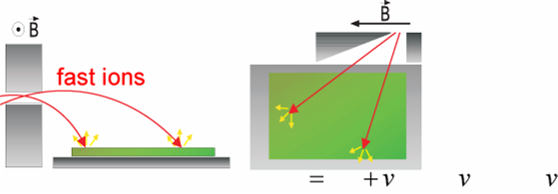 ⊙ B⃗
B⃗
fast ions
= +v v v